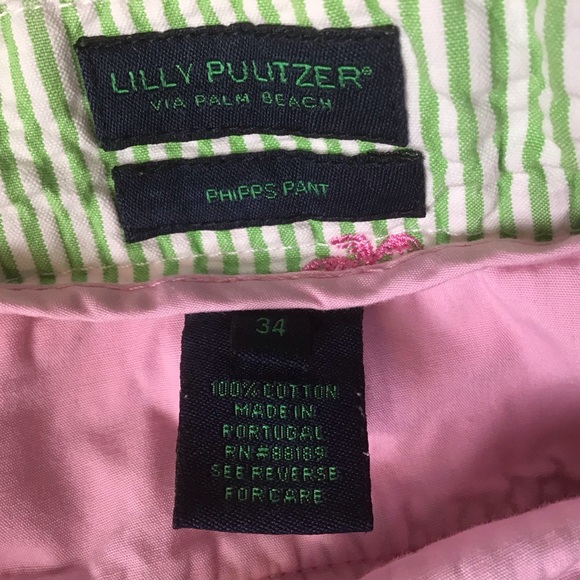 LILLY PULITZER®
VIA PALM BEACH
PHIPPS PANT
34
100% COTTON
MADE IN
PORTUGAL
RN#88189
SEE REVERSE
FOR CARE